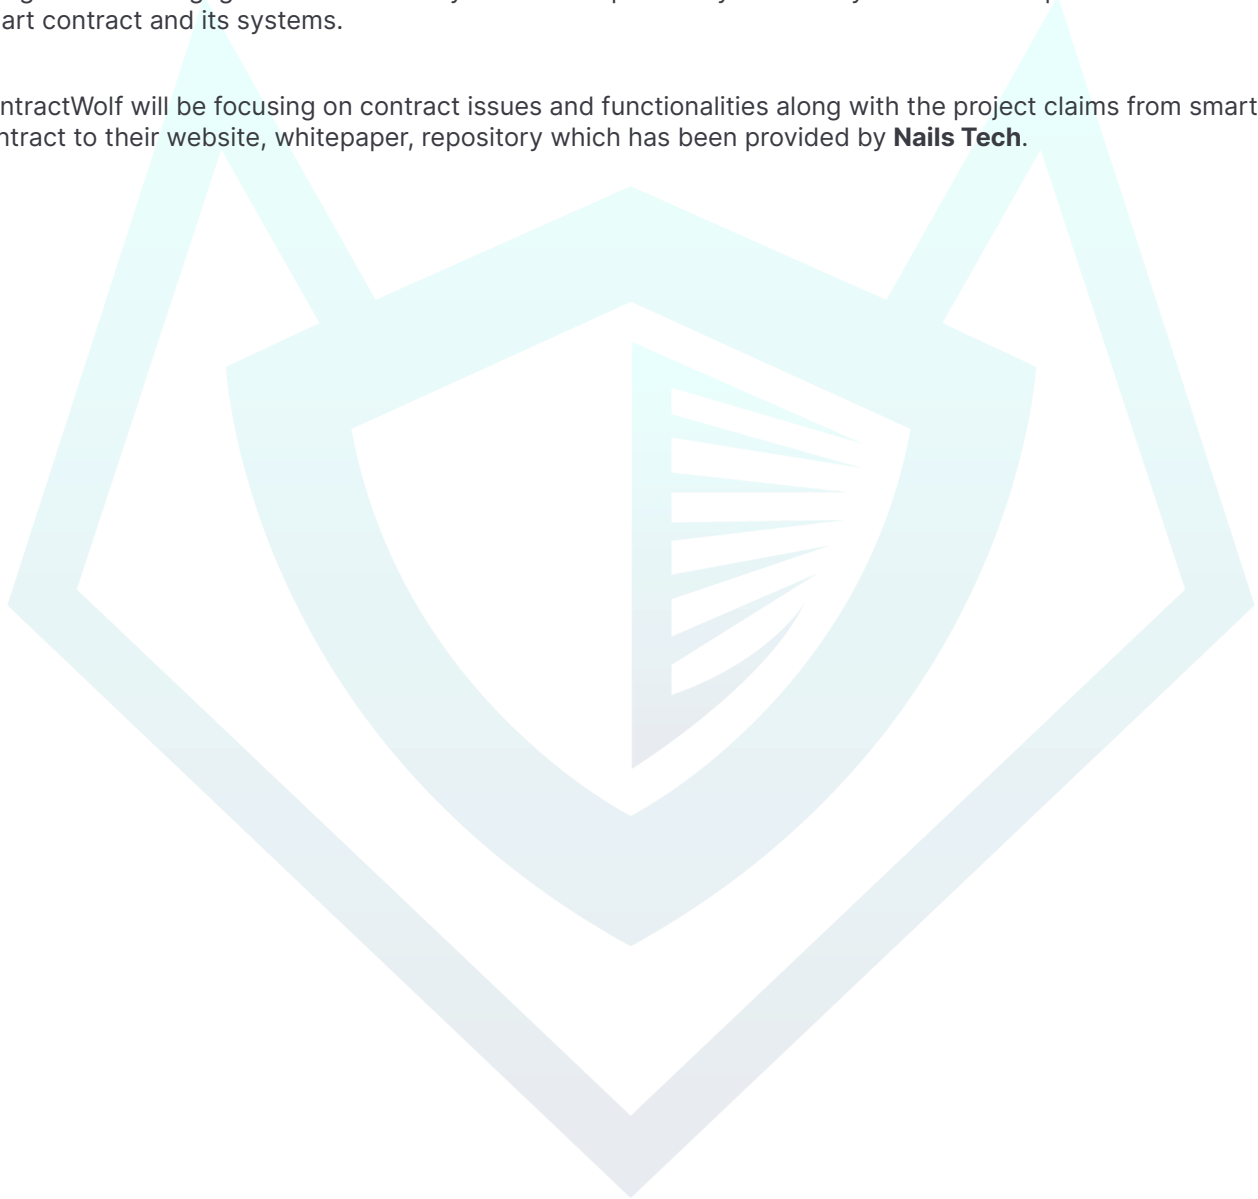 art contract and its systems.
ntractWolf will be focusing on contract issues and functionalities along with the project claims from smart
ntract to their website, whitepaper, repository which has been provided by Nails Tech.